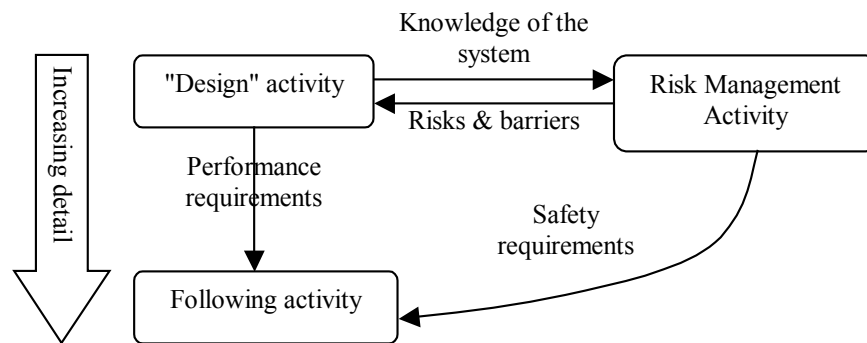 Knowledge of the
system
"Design" activity
Risk Management
Activity
Risks & barriers
Increasing detail
Performance
requirements
Safety
requirements
Following activity